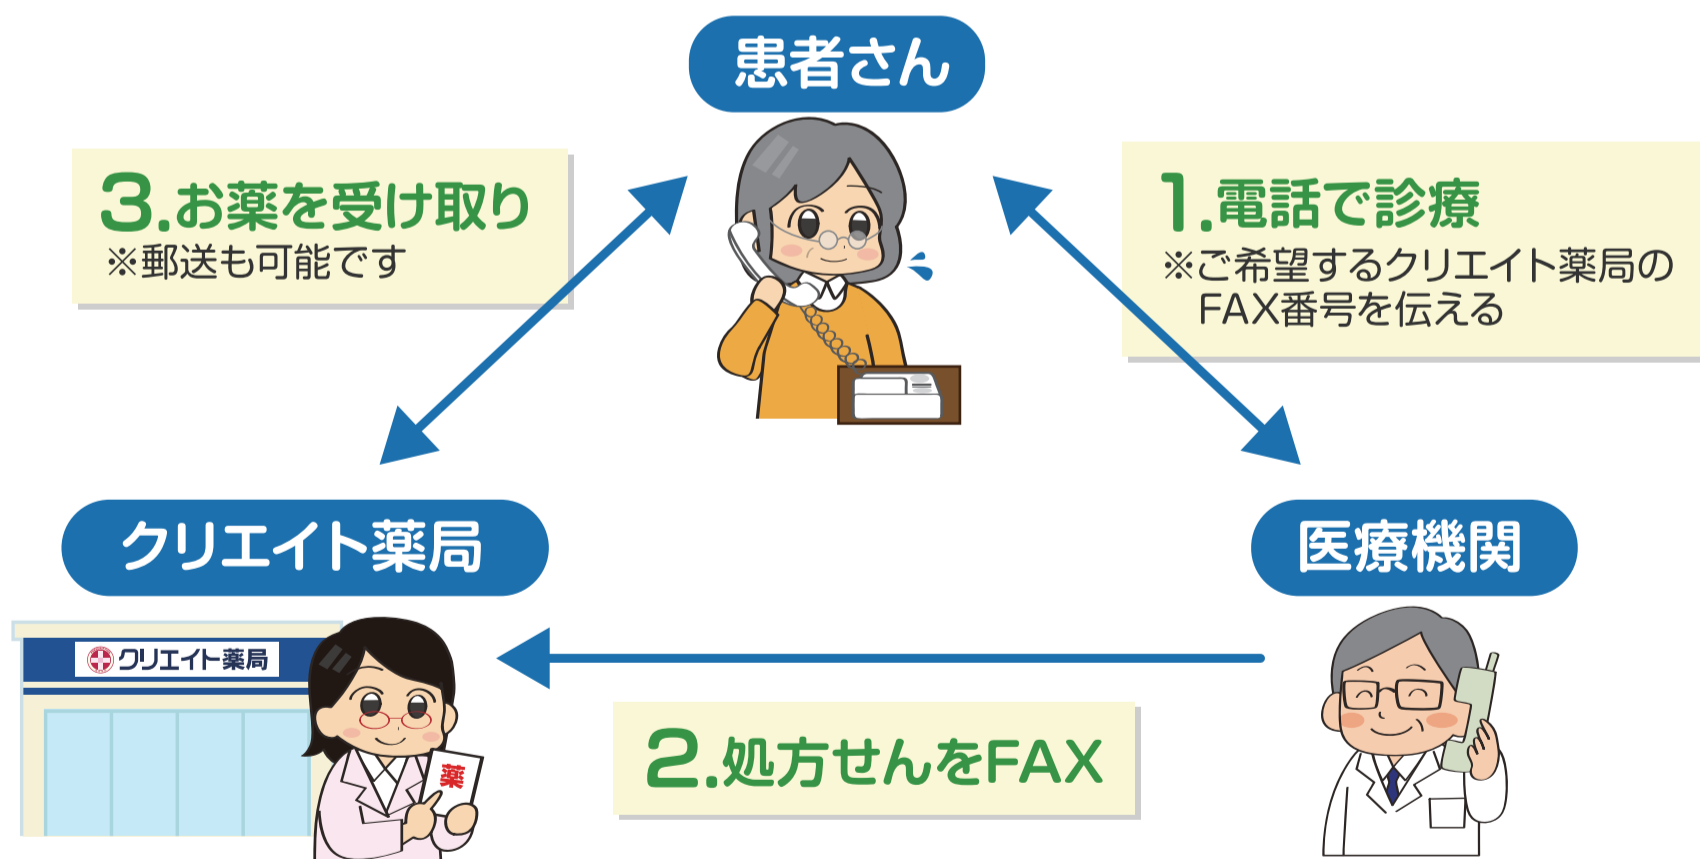 患者さん
1.電話で診療
※ご希望するクリエイト薬局の
FAX番号を伝える
3.お薬を受け取り
※郵送も可能です
クリエイト薬局
医療機関
クリエイト薬局
薬
2.処方せんをFAX